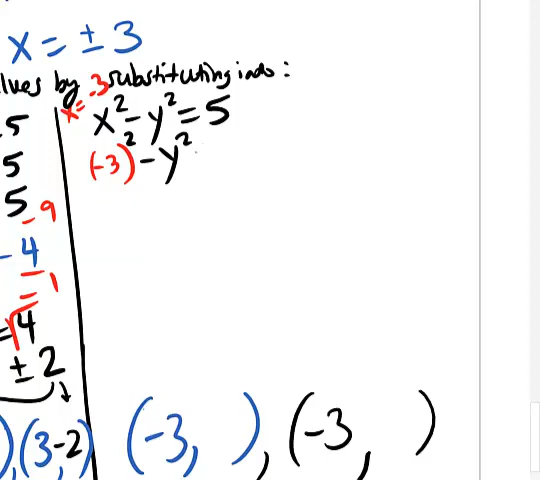 x = ± 3
lves by substituting into:
x = -3
5
5
5 - 9
- 4
- 1
= √4
± 2
), (3,-2)
x² - y² = 5
(-3)² - y²
(-3, ), (-3, )